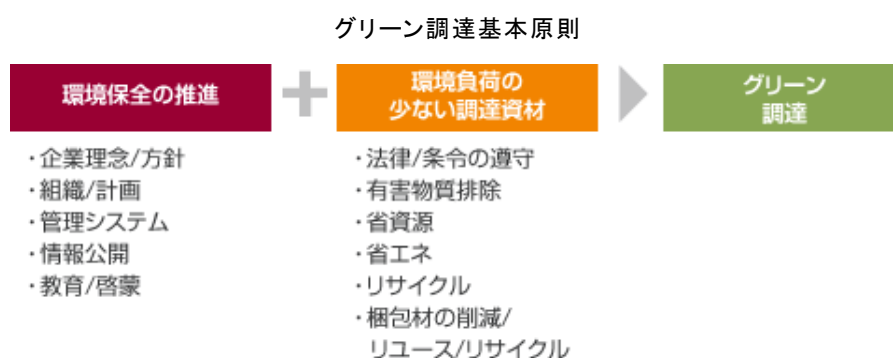 グリーン調達基本原則
環境保全の推進
環境負荷の
少ない調達資材
グリーン
調達
・企業理念/方針
・組織/計画
・管理システム
・情報公開
・教育/啓蒙
・法律/条令の遵守
・有害物質排除
・省資源
・省エネ
・リサイクル
・梱包材の削減/
リユース/リサイクル